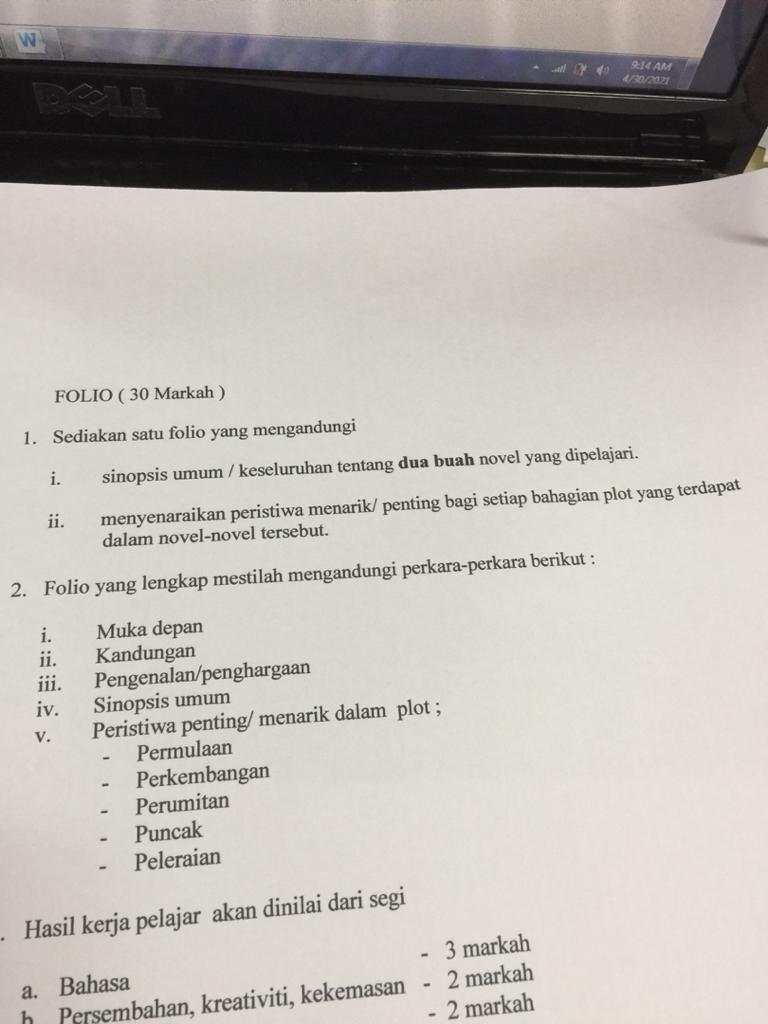 W
9:14 AM
4/30/2021
DELL
FOLIO ( 30 Markah )
1. Sediakan satu folio yang mengandungi
i. sinopsis umum / keseluruhan tentang dua buah novel yang dipelajari.
ii. menyenaraikan peristiwa menarik/ penting bagi setiap bahagian plot yang terdapat
dalam novel-novel tersebut.
2. Folio yang lengkap mestilah mengandungi perkara-perkara berikut :
i. Muka depan
ii. Kandungan
iii. Pengenalan/penghargaan
iv. Sinopsis umum
v. Peristiwa penting/ menarik dalam plot ;
- Permulaan
- Perkembangan
- Perumitan
- Puncak
- Peleraian
. Hasil kerja pelajar akan dinilai dari segi
a. Bahasa - 3 markah
b Persembahan, kreativiti, kekemasan - 2 markah
- 2 markah